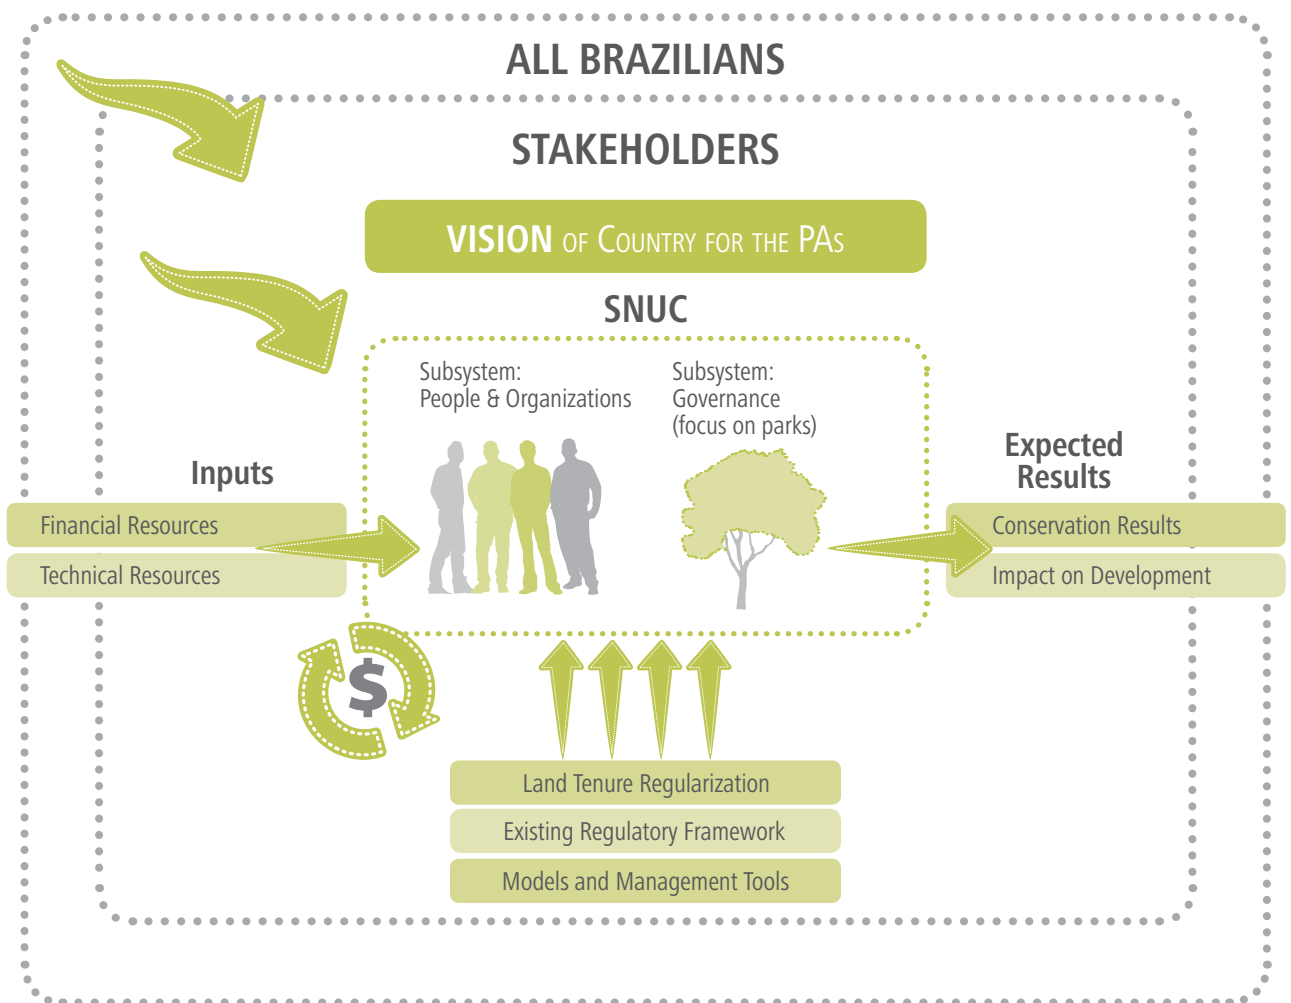 ALL BRAZILIANS
STAKEHOLDERS
VISION OF COUNTRY FOR THE PAS
SNUC
Subsystem:
People & Organizations
Subsystem:
Governance
(focus on parks)
Inputs
Financial Resources
Technical Resources
Expected
Results
Conservation Results
Impact on Development
$
Land Tenure Regularization
Existing Regulatory Framework
Models and Management Tools